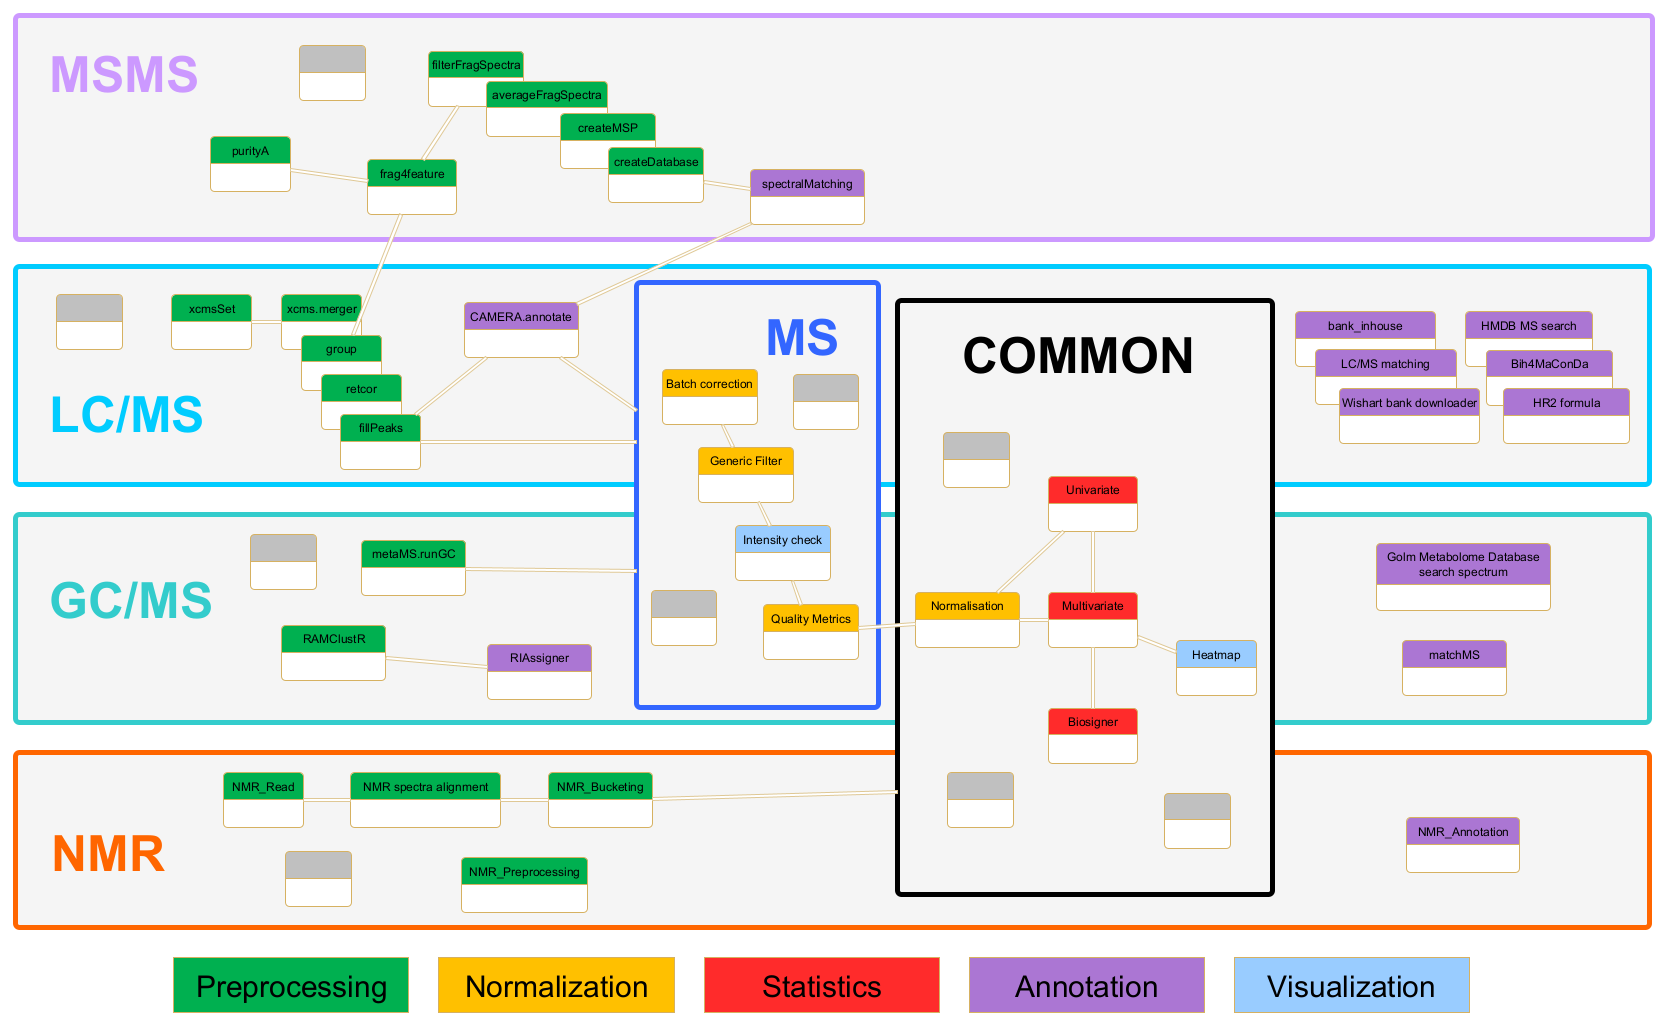 MSMS
filterFragSpectra
averageFragSpectra
createMSP
createDatabase
purityA
frag4feature
spectralMatching
LC/MS
xcmsSet
xcms.merger
group
retcor
fillPeaks
CAMERA.annotate
MS
Batch correction
Generic Filter
Intensity check
Quality Metrics
COMMON
Univariate
Normalisation
Multivariate
Heatmap
Biosigner
bank_inhouse
LC/MS matching
Wishart bank downloader
HMDB MS search
Bih4MaConDa
HR2 formula
GC/MS
metaMS.runGC
RAMClustR
RIAssigner
Golm Metabolome Database
search spectrum
matchMS
NMR
NMR_Read
NMR spectra alignment
NMR_Bucketing
NMR_Preprocessing
NMR_Annotation
Preprocessing
Normalization
Statistics
Annotation
Visualization